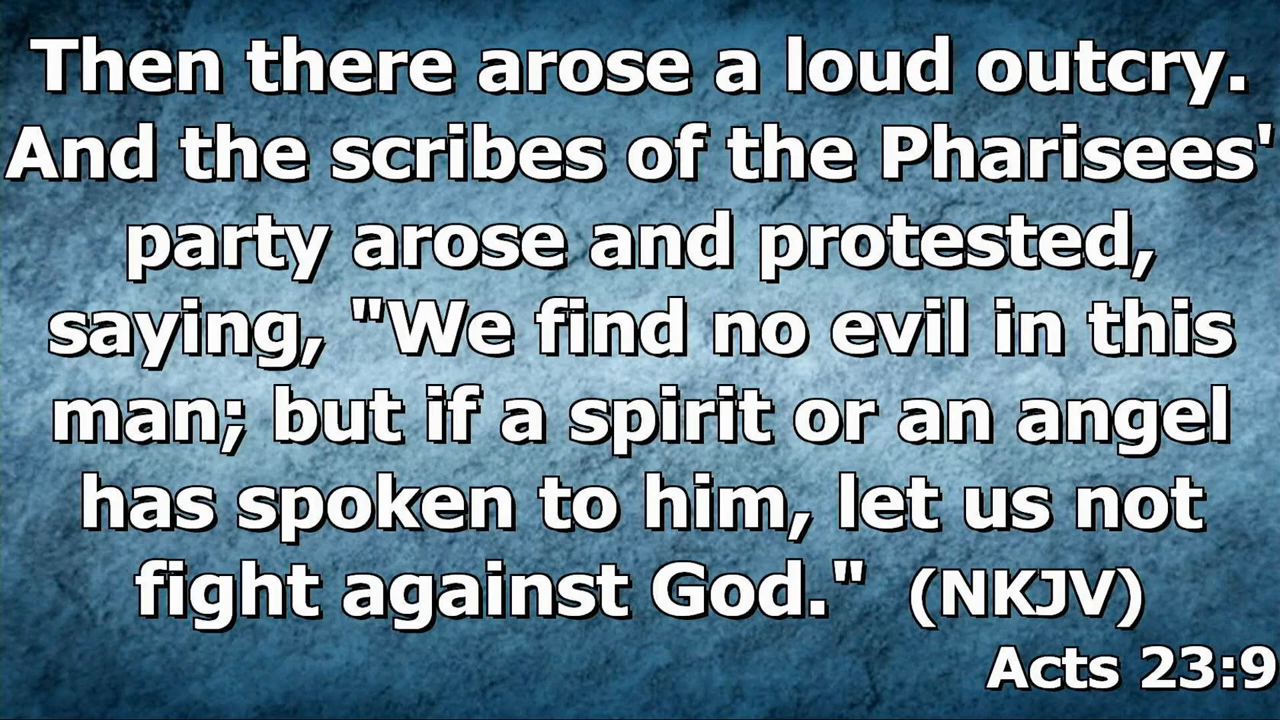 Then there arose a loud outcry.
And the scribes of the Pharisees'
party arose and protested,
saying, "We find no evil in this
man; but if a spirit or an angel
has spoken to him, let us not
fight against God."  (NKJV)
Acts 23:9